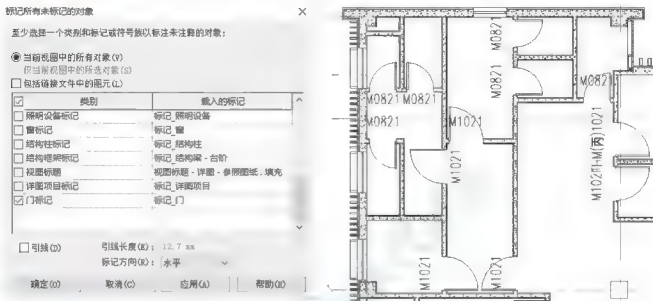 标记所有未标记的对象
至少选择一个类别和标记或符号族以标注未注释的对象:
当前视图中的所有对象(V)
仅当前视图中的所选对象(S)
包括链接文件中的图元(L)
类别 载入的标记
照明设备标记 标记_照明设备
窗标记 标记_窗
结构柱标记 标记_结构柱
结构框架标记 标记_结构梁 - 台阶
视图标题 视图标题 - 详图 - 参照图纸 , 填充
详图项目标记 标记_详图项目
门标记 标记_门
引线(D) 引线长度(E): 12.7 mm
标记方向(R): 水平
确定(O) 取消(C) 应用(A) 帮助(H)
M0821
M0821
M0821
M0821 M0821
M0821
M1021
M1021
M(丙)1021
M1021
M1021
M1021